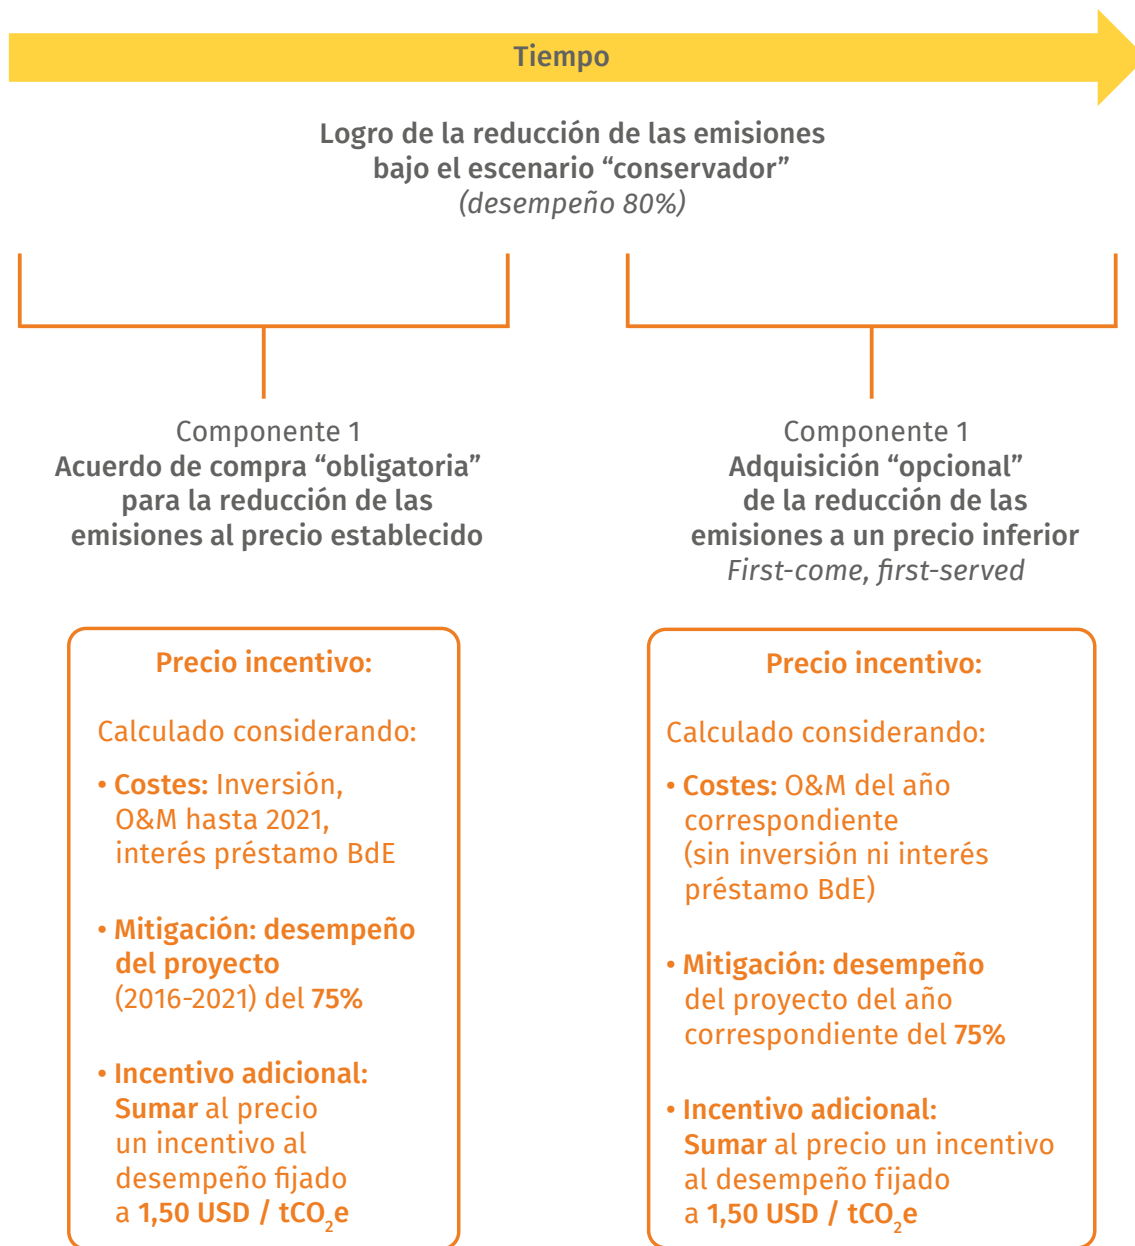 Tiempo
Logro de la reducción de las emisiones
bajo el escenario “conservador”
(desempeño 80%)
Componente 1
Acuerdo de compra “obligatoria”
para la reducción de las
emisiones al precio establecido
Precio incentivo:
Calculado considerando:
• Costes: Inversión,
O&M hasta 2021,
interés préstamo BdE
• Mitigación: desempeño
del proyecto
(2016-2021) del 75%
• Incentivo adicional:
Sumar al precio
un incentivo al
desempeño fijado
a 1,50 USD / tCO₂e
Componente 1
Adquisición “opcional”
de la reducción de las
emisiones a un precio inferior
First-come, first-served
Precio incentivo:
Calculado considerando:
• Costes: O&M del año
correspondiente
(sin inversión ni interés
préstamo BdE)
• Mitigación: desempeño
del proyecto del año
correspondiente del 75%
• Incentivo adicional:
Sumar al precio un incentivo
al desempeño fijado
a 1,50 USD / tCO₂e